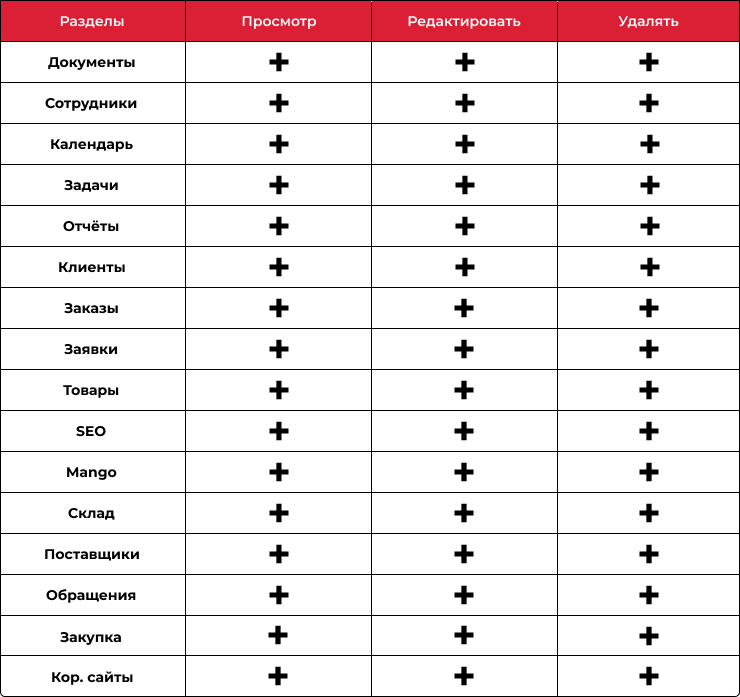 Разделы Просмотр Редактировать Удалять
Документы + + +
Сотрудники + + +
Календарь + + +
Задачи + + +
Отчёты + + +
Клиенты + + +
Заказы + + +
Заявки + + +
Товары + + +
SEO + + +
Mango + + +
Склад + + +
Поставщики + + +
Обращения + + +
Закупка + + +
Кор. сайты + + +